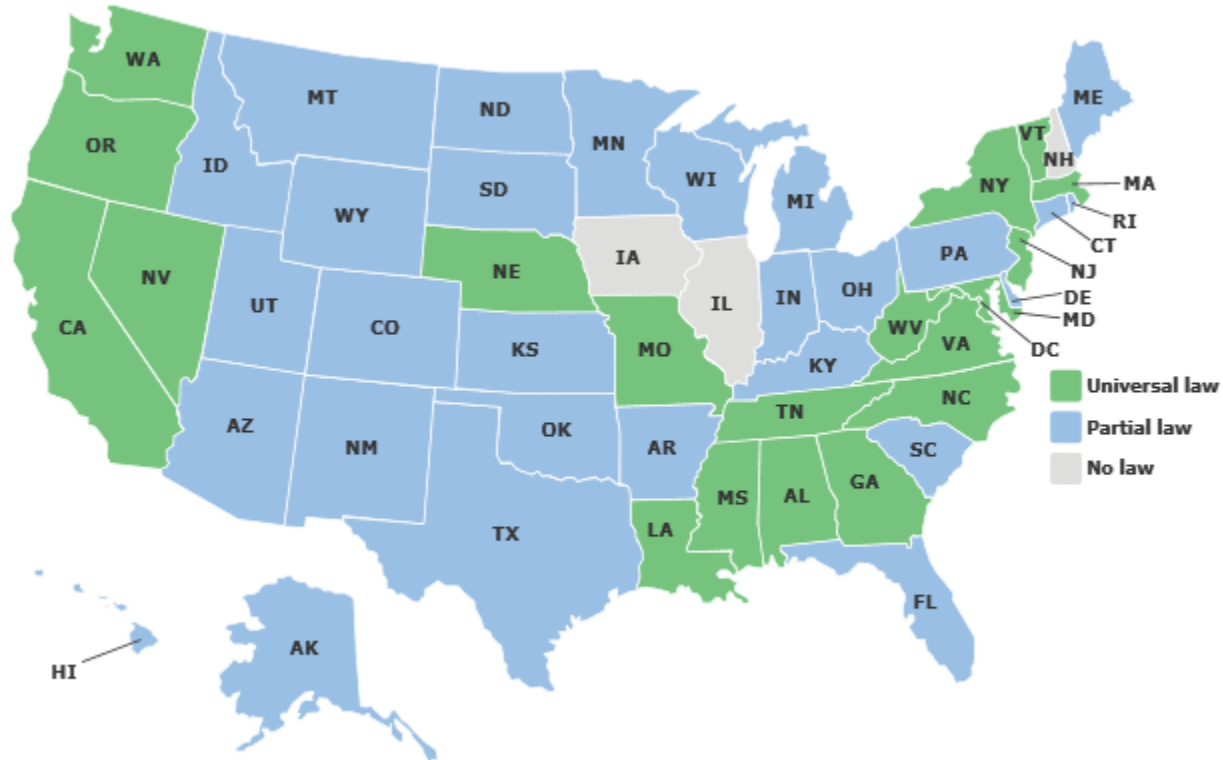 WA
MT
ND
MN
ME
OR
ID
SD
WI
MI
NY
VT
NH
MA
RI
CT
NJ
WY
NE
IA
PA
DE
MD
DC
CA
NV
UT
CO
KS
MO
IL
IN
OH
WV
VA
KY
NC
TN
SC
AZ
NM
OK
AR
MS
AL
GA
TX
LA
FL
HI
AK
Universal law
Partial law
No law